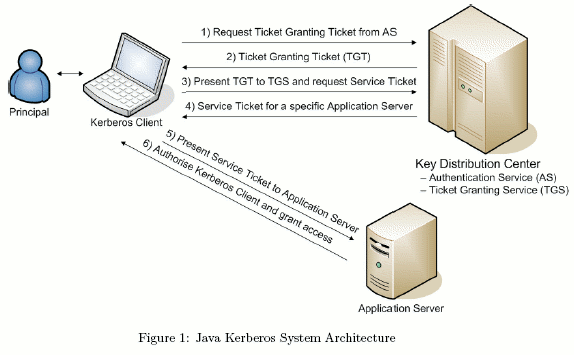 1) Request Ticket Granting Ticket from AS
2) Ticket Granting Ticket (TGT)
3) Present TGT to TGS and request Service Ticket
4) Service Ticket for a specific Application Server
Principal
Kerberos Client
Key Distribution Center
– Authentication Service (AS)
– Ticket Granting Service (TGS)
5) Present Service Ticket to Application Server
6) Authorise Kerberos Client and grant access
Application Server
Figure 1: Java Kerberos System Architecture